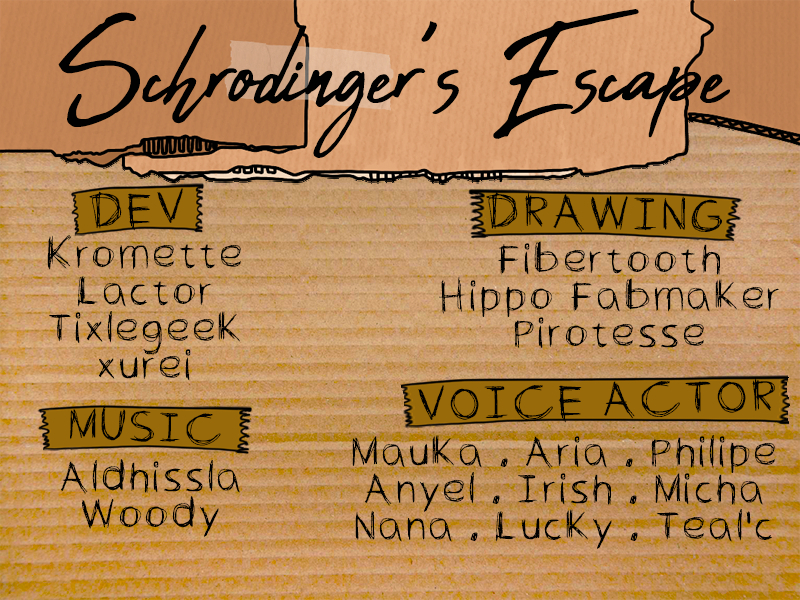 Schrodinger's Escape
DEV
Kromette
Lactor
Tixlegeek
xurei
MUSIC
Aldhissla
Woody
DRAWING
Fibertooth
Hippo Fabmaker
Pirotesse
VOICE ACTOR
Mauka . Aria . Philipe
Anyel . Irish . Micha
Nana . Lucky . Teal'c